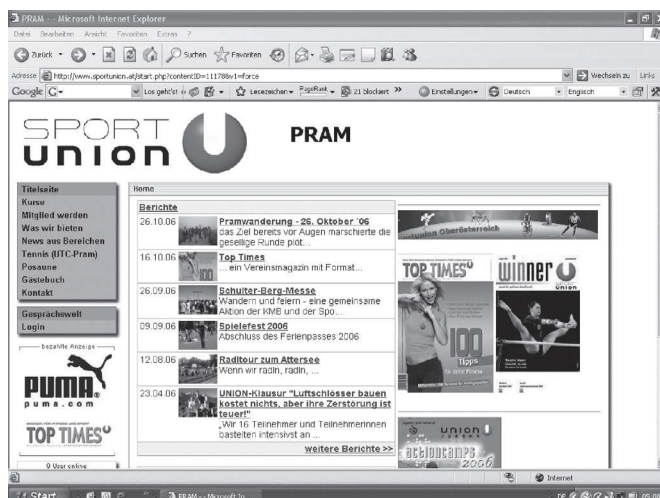 PRAM - - Microsoft Internet Explorer
Datei Bearbeiten Ansicht Favoriten Extras ?
Zurück Suchen Favoriten
Adresse http://www.sportunion.at/start.php?contentID=11178&v1=force Wechseln zu Links
Google G Los geht's! Lesezeichen PageRank 21 blockiert Einstellungen Deutsch Englisch
SPORT
union
PRAM
Titelseite
Kurse
Mitglied werden
Was wir bieten
News aus Bereichen
Tennis (UTC-Pram)
Posaune
Gästebuch
Kontakt
Gesprächswelt
Login
bezahlte Anzeige
PUMA
puma.com
TOP TIMES
0 User online
Home
Berichte
26.10.06 Pramwanderung - 26. Oktober ´06
das Ziel bereits vor Augen marschierte die
gesellige Runde plöt...
16.10.06 Top Times
... ein Vereinsmagazin mit Format...
26.09.06 Schulter-Berg-Messe
Wandern und feiern - eine gemeinsame
Aktion der KMB und der Spo...
09.09.06 Spielefest 2006
Abschluss des Ferienpasses 2006
12.08.06 Radltour zum Attersee
Wenn wir radln, radln, ...
23.04.06 UNION-Klausur "Luftschlösser bauen
kostet nichts, aber ihre Zerstörung ist
teuer!"
„Wir 16 Teilnehmer und Teilnehmerinnen
bastelten intensivst an ...
weitere Berichte >>
sportunion Oberösterreich
TOP TIMES
100
Tipps
winner
union
union
actioncamps
2006
Internet
Start
PRAM - - Microsoft In...
DE